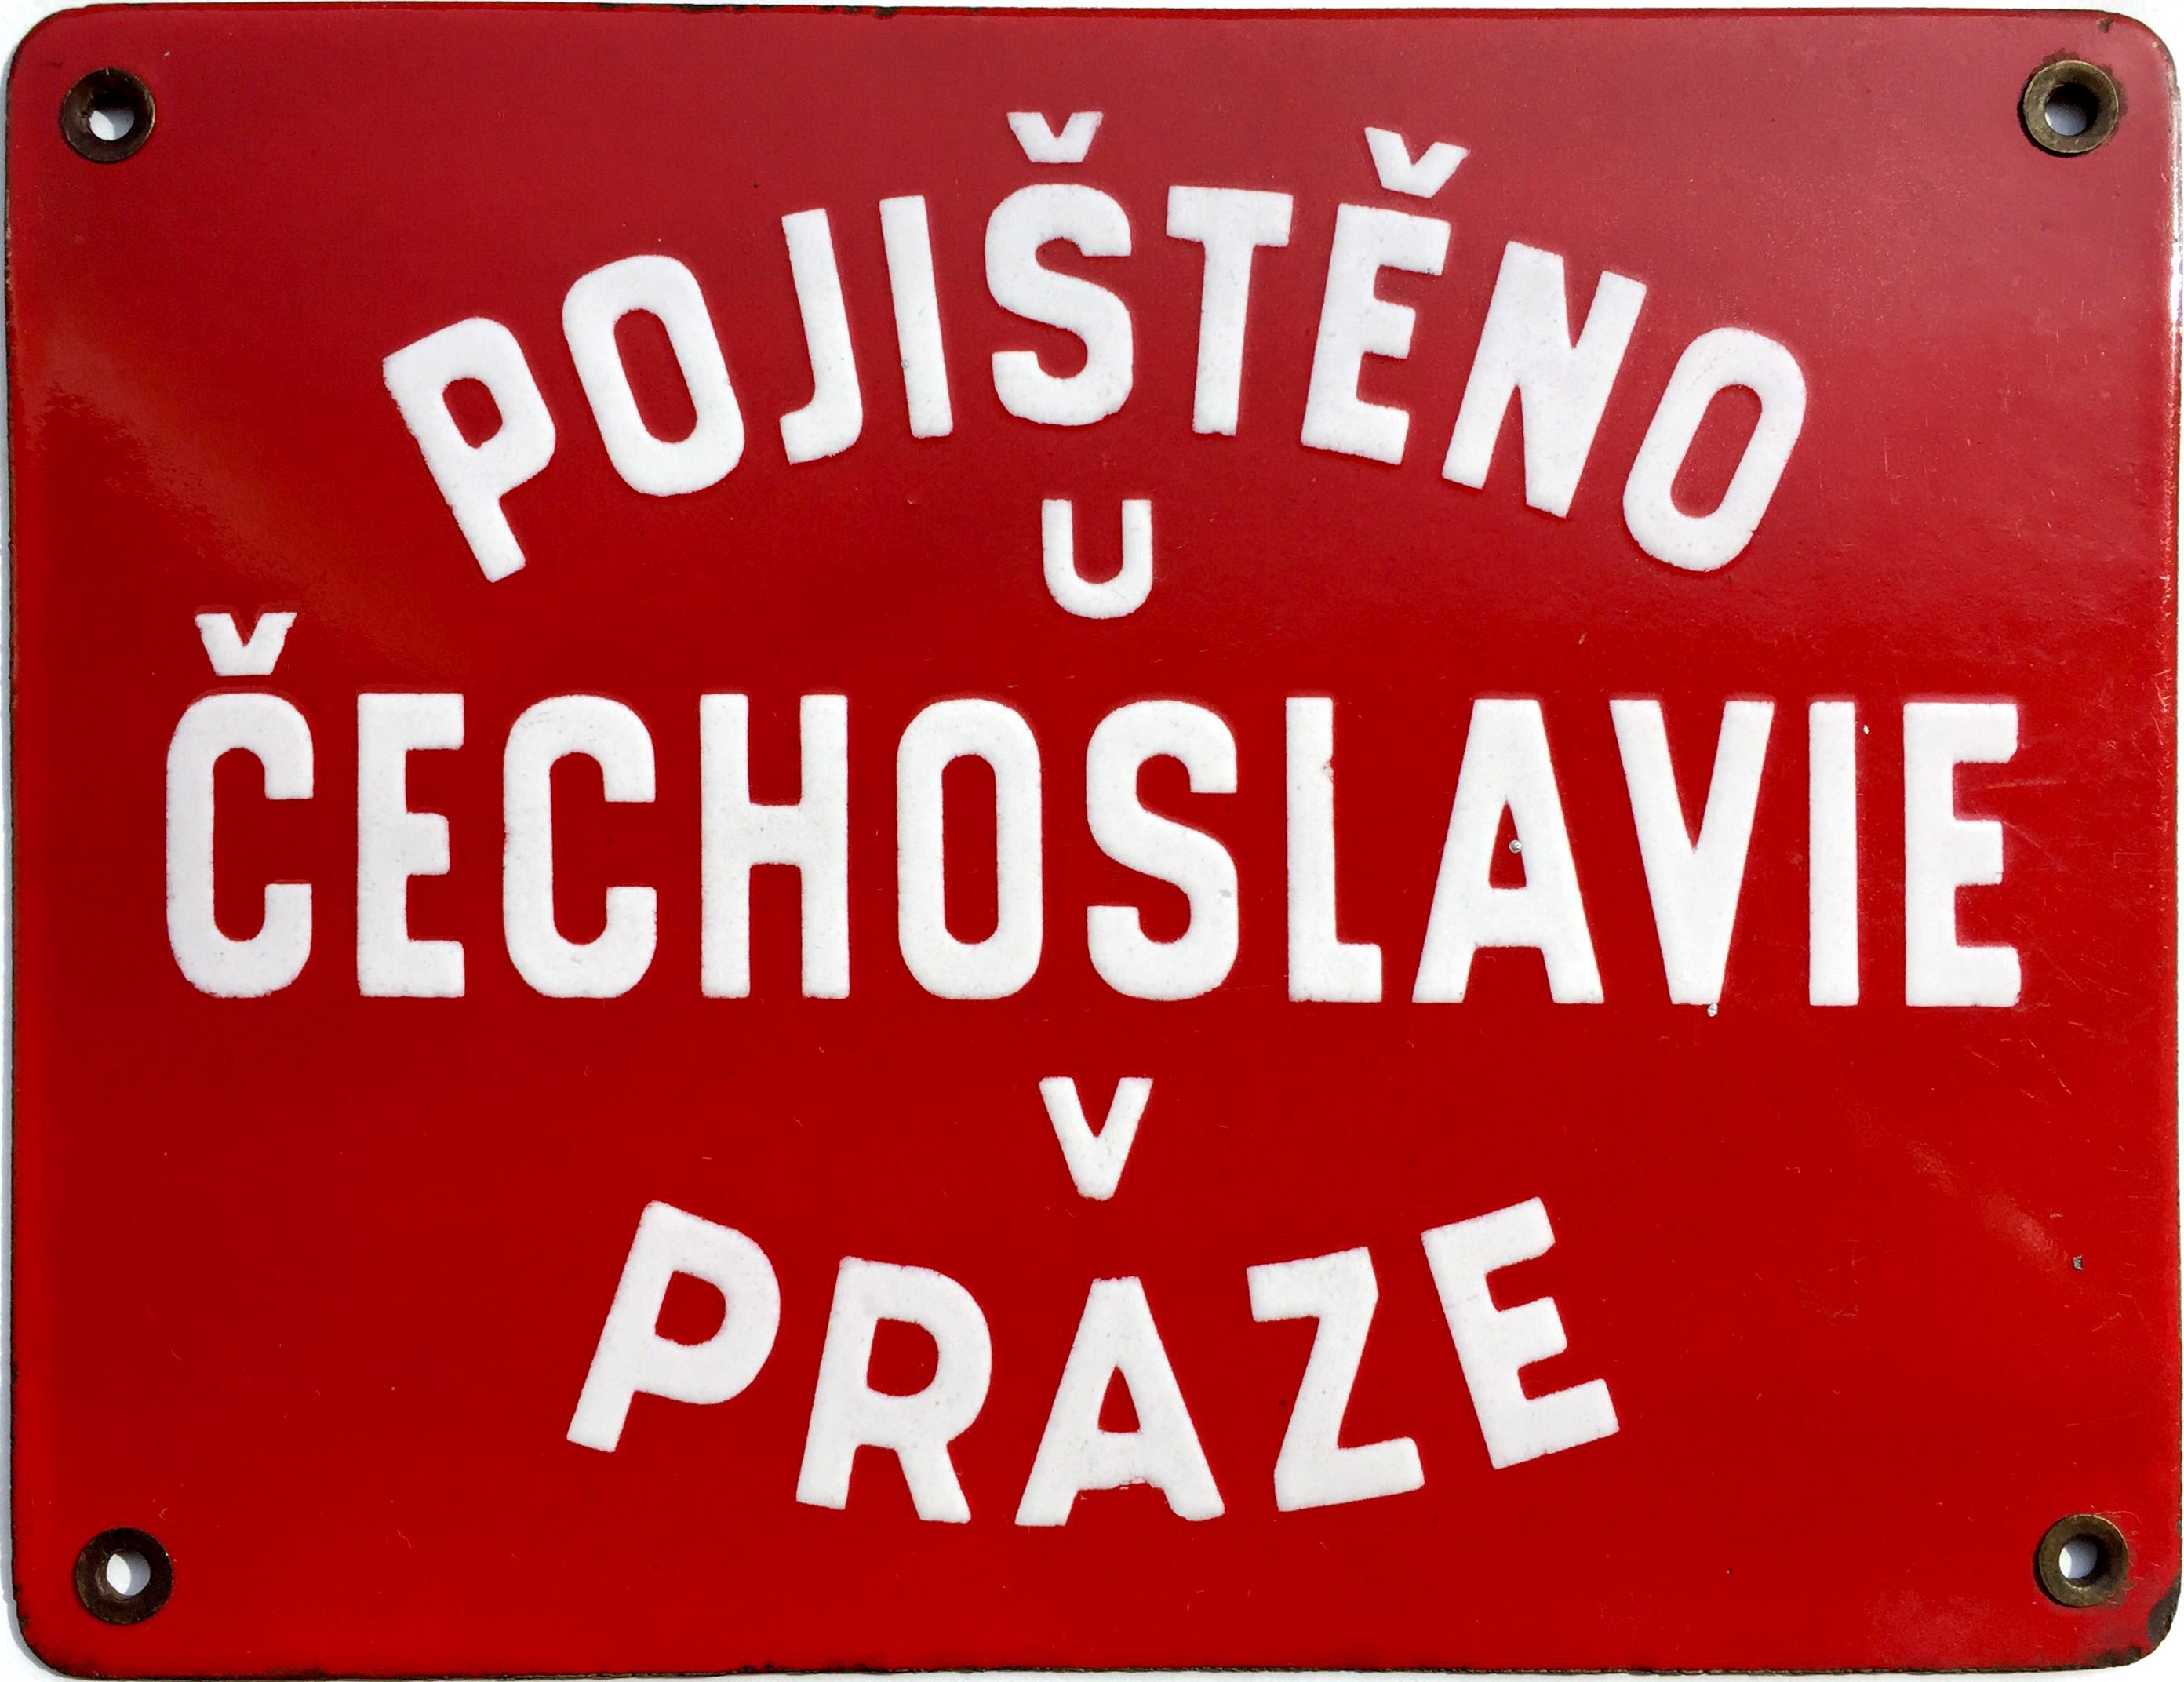 POJIŠTĚNO
U
ČECHOSLAVIE
V
PRAZE